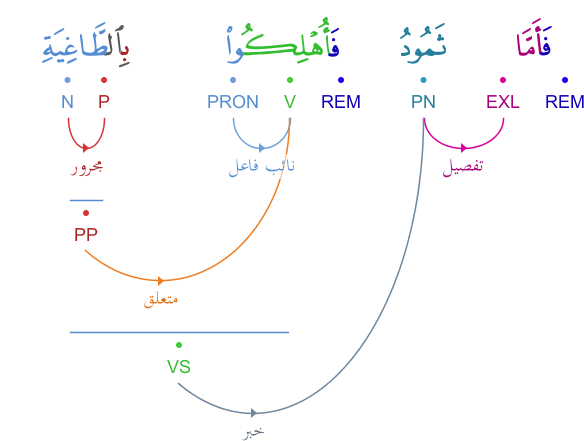 فَأَمَّا ثَمُودُ فَأُهْلِكُوا۟ بِٱلطَّاغِيَةِ
REM EXL PN REM V PRON P N
تفصيل نائب فاعل مجرور
PP
متعلق
VS
خبر